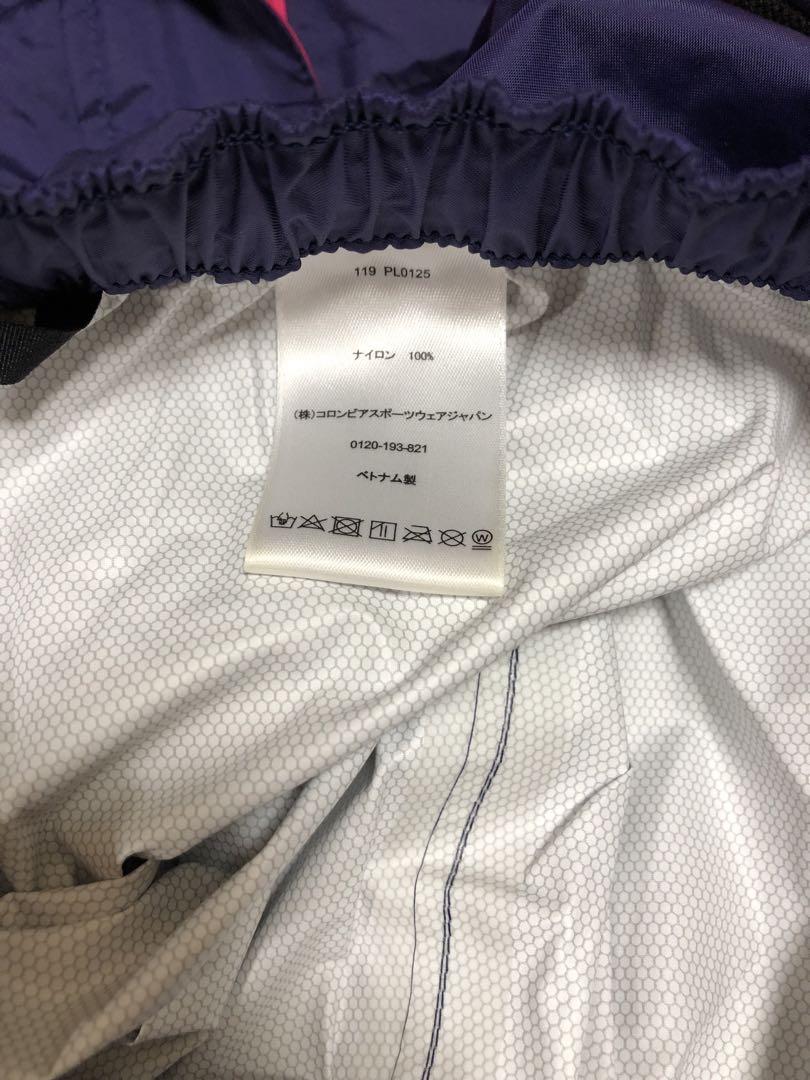 119 PL0125
ナイロン 100%
(株)コロンビアスポーツウェアジャパン
0120-193-821
ベトナム製
W